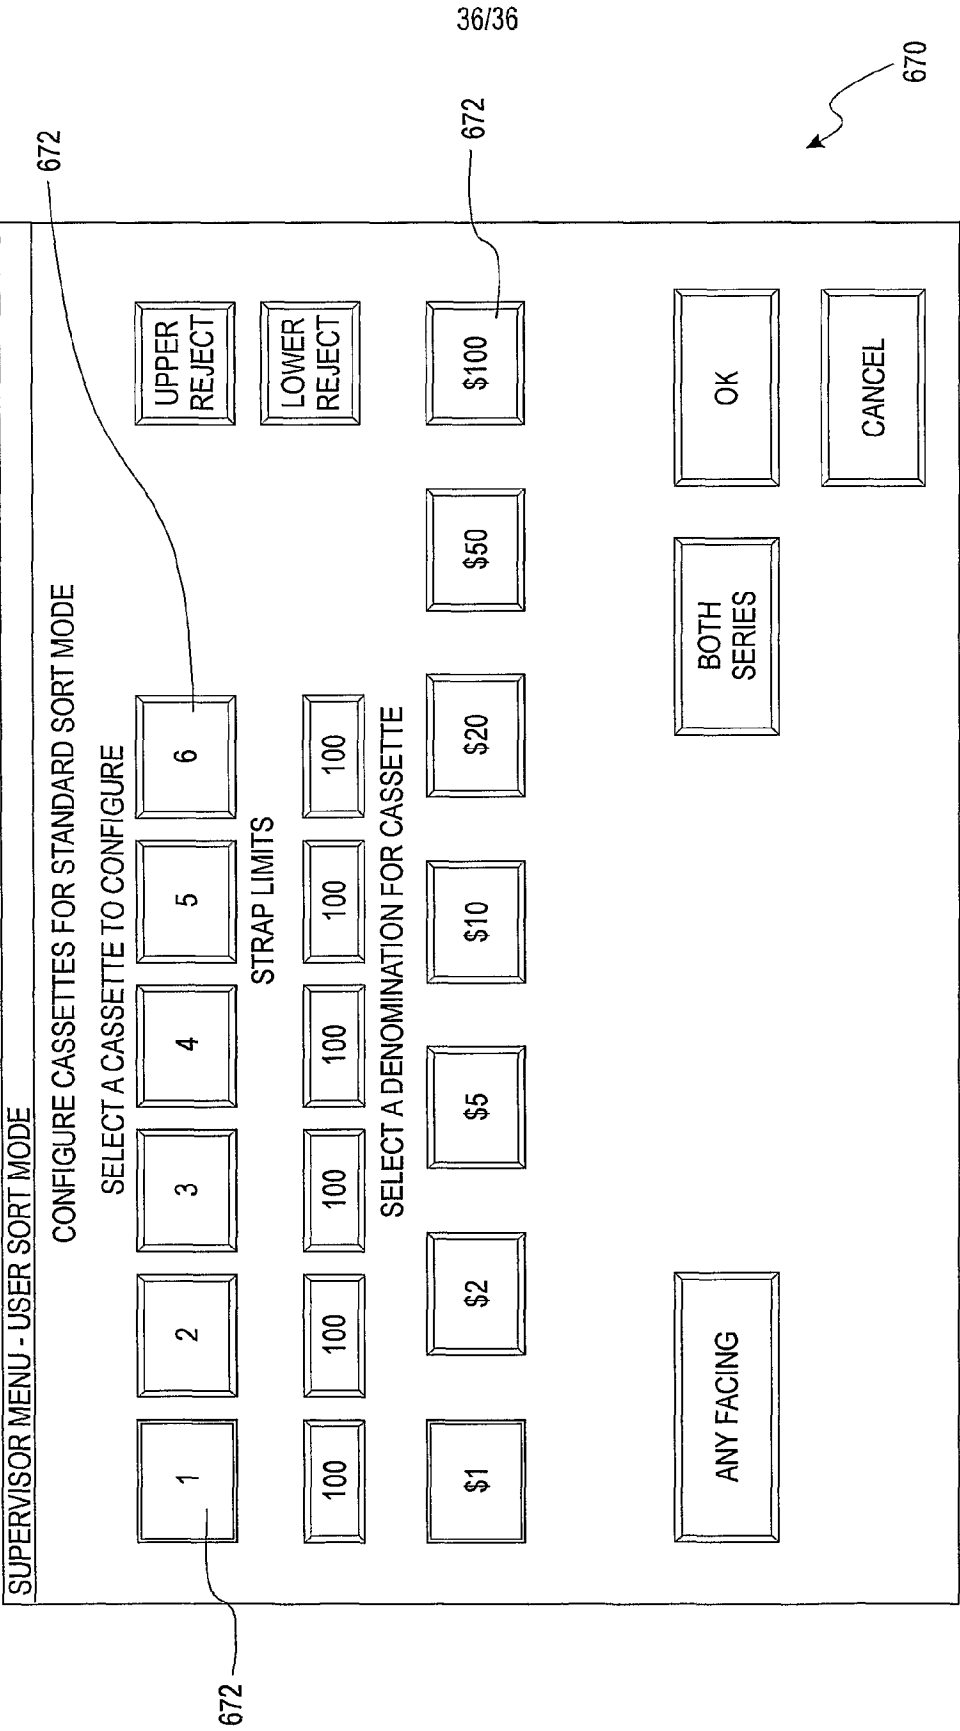 36/36
SUPERVISOR MENU - USER SORT MODE
CONFIGURE CASSETTES FOR STANDARD SORT MODE
SELECT A CASSETTE TO CONFIGURE
1 2 3 4 5 6
UPPER
REJECT
STRAP LIMITS
LOWER
REJECT
100 100 100 100 100 100
SELECT A DENOMINATION FOR CASSETTE
$1 $2 $5 $10 $20 $50 $100
ANY FACING
BOTH
SERIES
OK
CANCEL
672
672
672
670